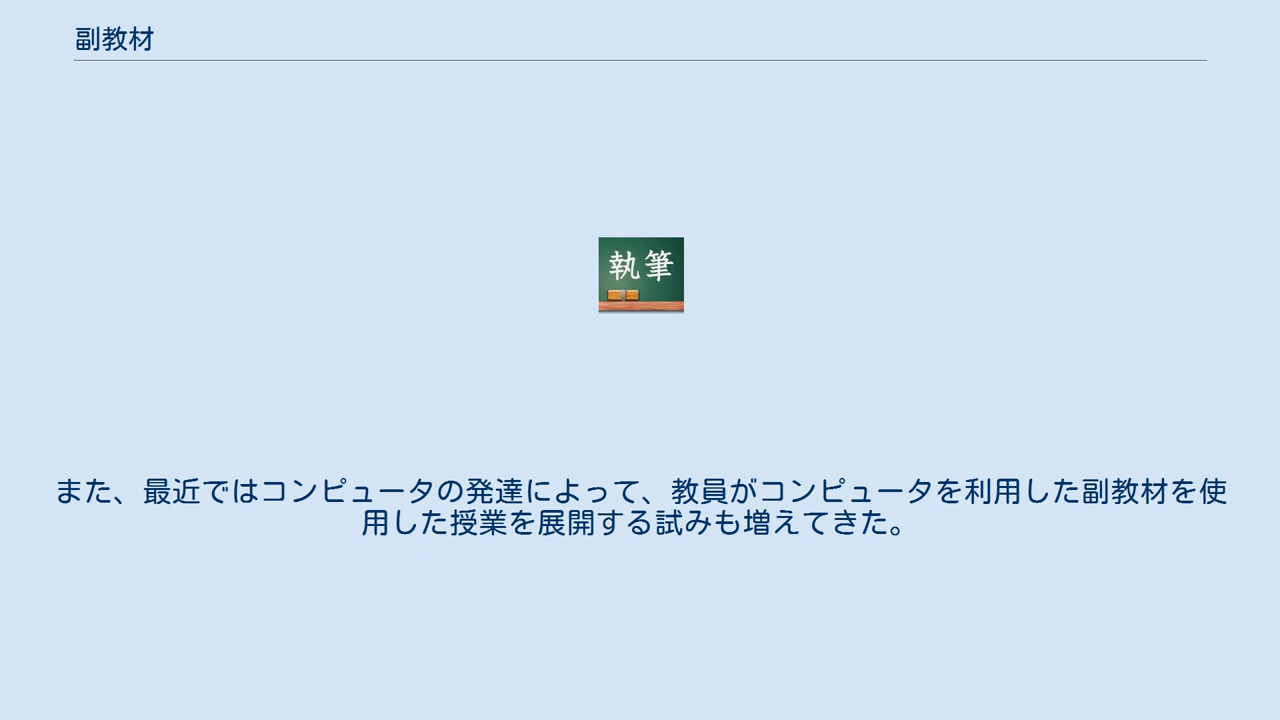 副教材
執筆
また、最近ではコンピュータの発達によって、教員がコンピュータを利用した副教材を使
用した授業を展開する試みも増えてきた。